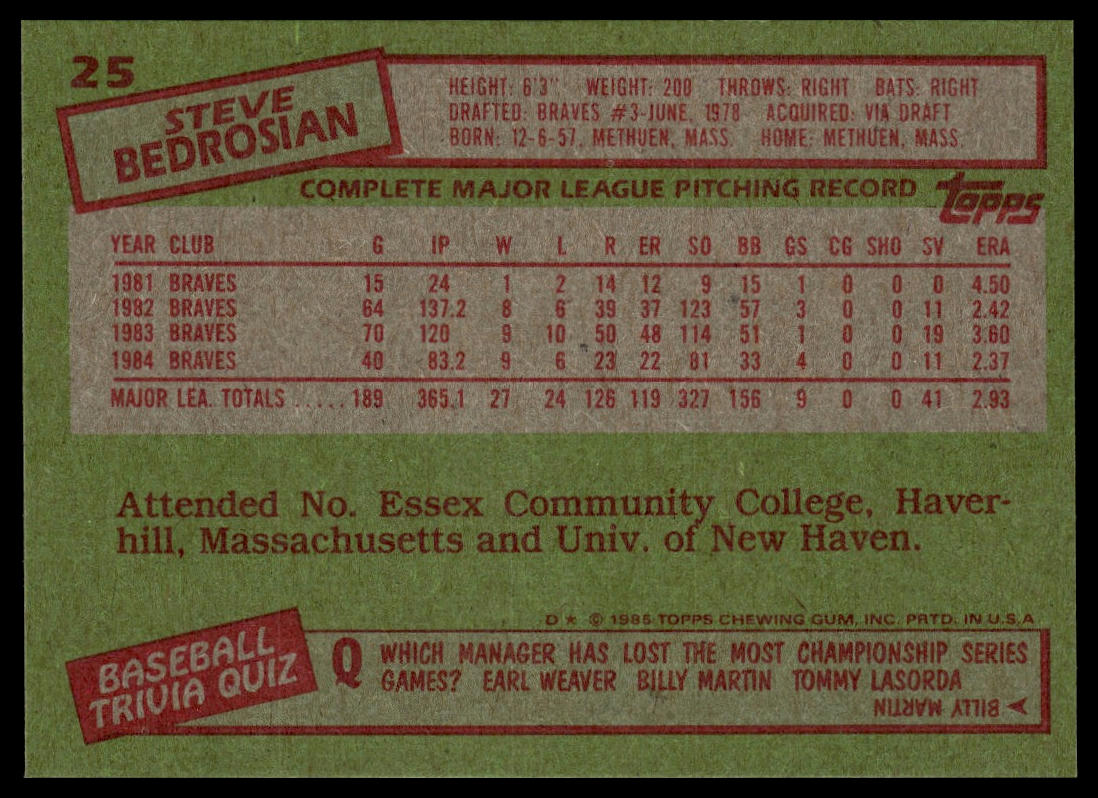 25
STEVE
BEDROSIAN
HEIGHT: 6'3" WEIGHT: 200 THROWS: RIGHT BATS: RIGHT
DRAFTED: BRAVES #3-JUNE, 1978 ACQUIRED: VIA DRAFT
BORN: 12-6-57, METHUEN, MASS. HOME: METHUEN, MASS.
COMPLETE MAJOR LEAGUE PITCHING RECORD
topps
YEAR CLUB G IP W L R ER SO BB GS CG SHO SV ERA
1981 BRAVES 15 24 1 2 14 12 9 15 1 0 0 0 4.50
1982 BRAVES 64 137.2 8 6 39 37 123 57 3 0 0 11 2.42
1983 BRAVES 70 120 9 10 50 48 114 51 1 0 0 19 3.60
1984 BRAVES 40 83.2 9 6 23 22 81 33 4 0 0 11 2.37
MAJOR LEA. TOTALS ..... 189 365.1 27 24 126 119 327 156 9 0 0 41 2.93
Attended No. Essex Community College, Haver-
hill, Massachusetts and Univ. of New Haven.
D * © 1985 TOPPS CHEWING GUM, INC. PRTD. IN U.S.A
BASEBALL
TRIVIA QUIZ
Q WHICH MANAGER HAS LOST THE MOST CHAMPIONSHIP SERIES
GAMES? EARL WEAVER BILLY MARTIN TOMMY LASORDA
BILLY MARTIN